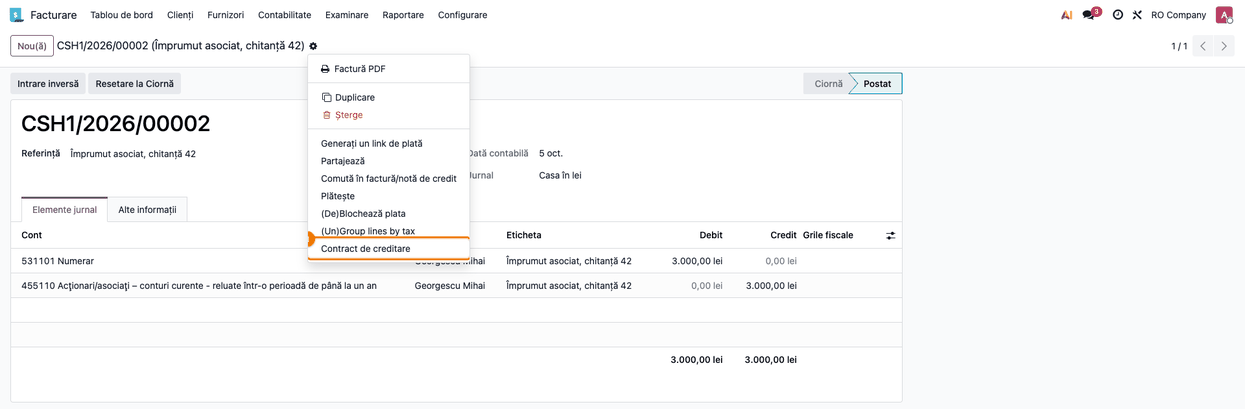 Facturare Tablou de bord Clienți Furnizori Contabilitate Examinare Raportare Configurare AI 3 RO Company A
Nou(ă) CSH1/2026/00002 (Împrumut asociat, chitanță 42) 1 / 1
Factură PDF
Intrare inversă Resetare la Ciornă Ciornă Postat
Duplicare
Șterge
CSH1/2026/00002
Generați un link de plată
Referință Împrumut asociat, chitanță 42 Dată contabilă 5 oct.
Partajează
Comută în factură/notă de credit Jurnal Casa în lei
Plătește
Elemente jurnal Alte informații (De)Blochează plata
(Un)Group lines by tax
Cont Eticheta Debit Credit Grile fiscale
Contract de creditare
531101 Numerar Georgescu Mihai Împrumut asociat, chitanță 42 3.000,00 lei 0,00 lei
455110 Acționari/asociați – conturi curente - reluate într-o perioadă de până la un an Georgescu Mihai Împrumut asociat, chitanță 42 0,00 lei 3.000,00 lei
3.000,00 lei 3.000,00 lei